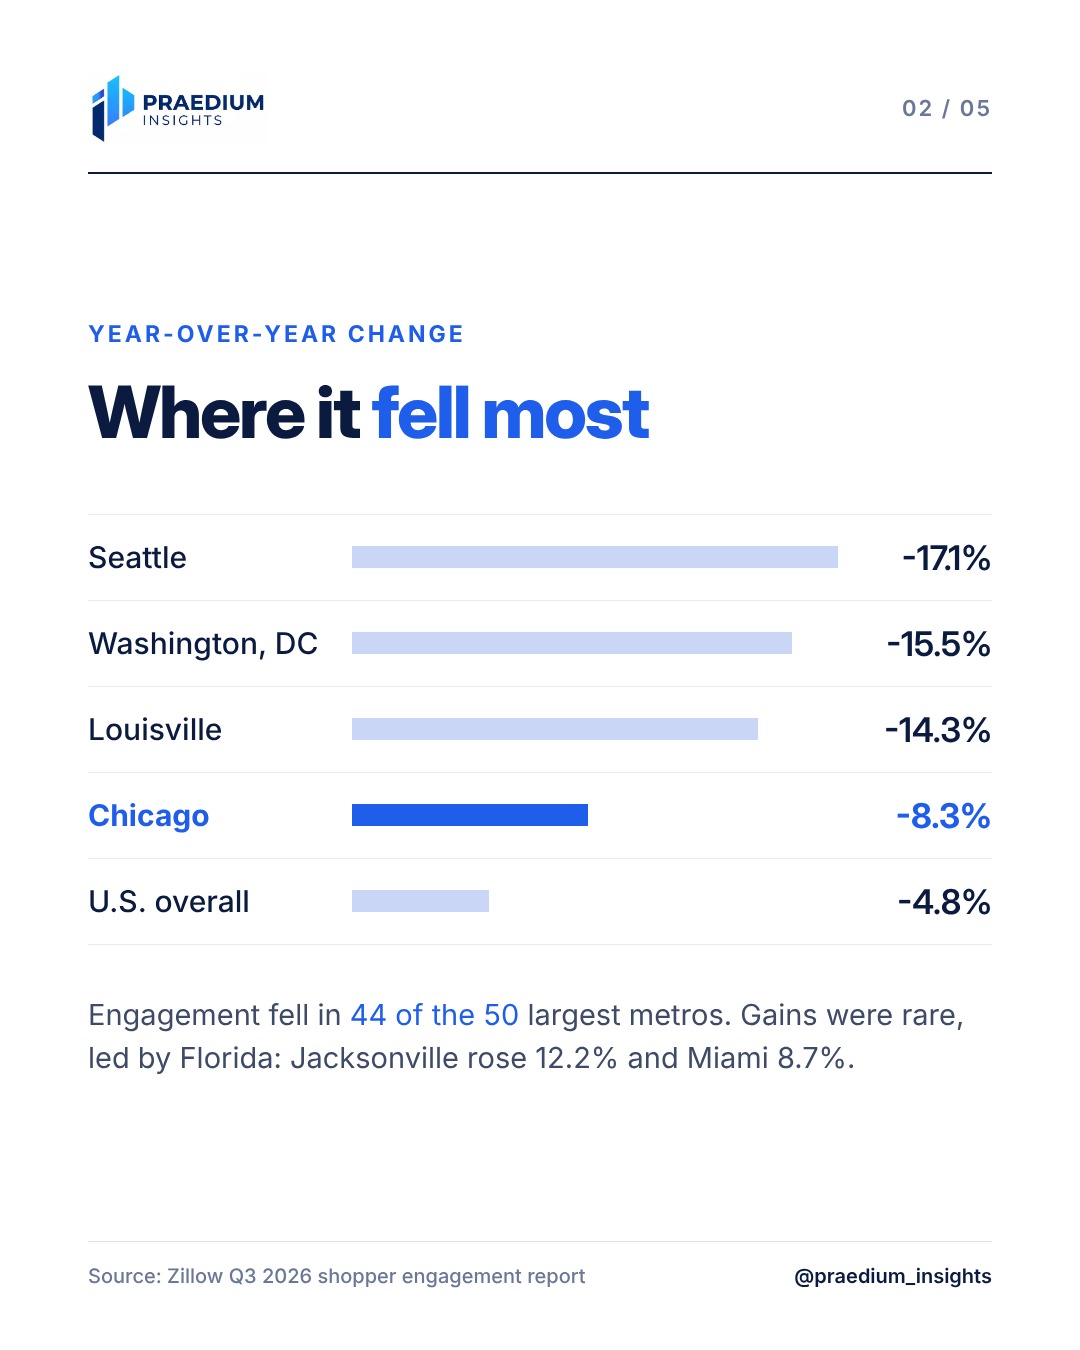 PRAEDIUM
INSIGHTS
02 / 05
YEAR-OVER-YEAR CHANGE
Where it fell most
Seattle -17.1%
Washington, DC -15.5%
Louisville -14.3%
Chicago -8.3%
U.S. overall -4.8%
Engagement fell in 44 of the 50 largest metros. Gains were rare,
led by Florida: Jacksonville rose 12.2% and Miami 8.7%.
Source: Zillow Q3 2026 shopper engagement report
@praedium_insights